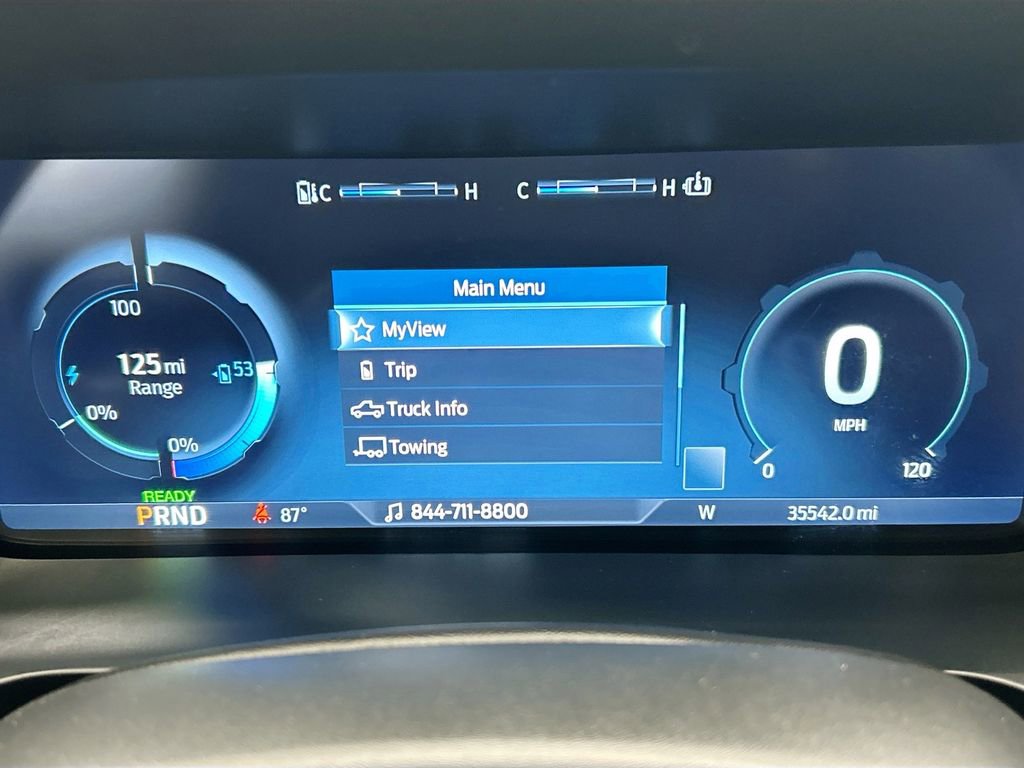 C H C H
Main Menu
MyView
Trip
Truck Info
Towing
100
125 mi
Range
53
0%
0%
0
MPH
0 120
READY
PRND
87°
844-711-8800
W
35542.0 mi